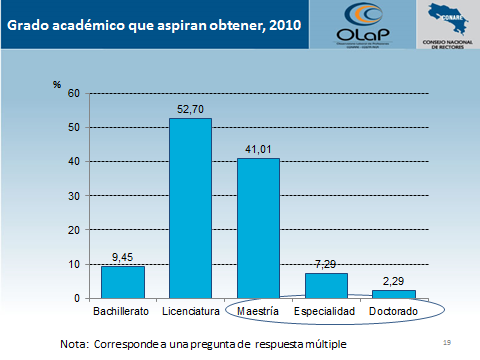 Grado académico que aspiran obtener, 2010
OLaP
CONARE
CONSEJO NACIONAL
DE RECTORES
%
60
50
40
30
20
10
0
9,45
52,70
41,01
7,29
2,29
Bachillerato
Licenciatura
Maestría
Especialidad
Doctorado
Nota: Corresponde a una pregunta de respuesta múltiple
19